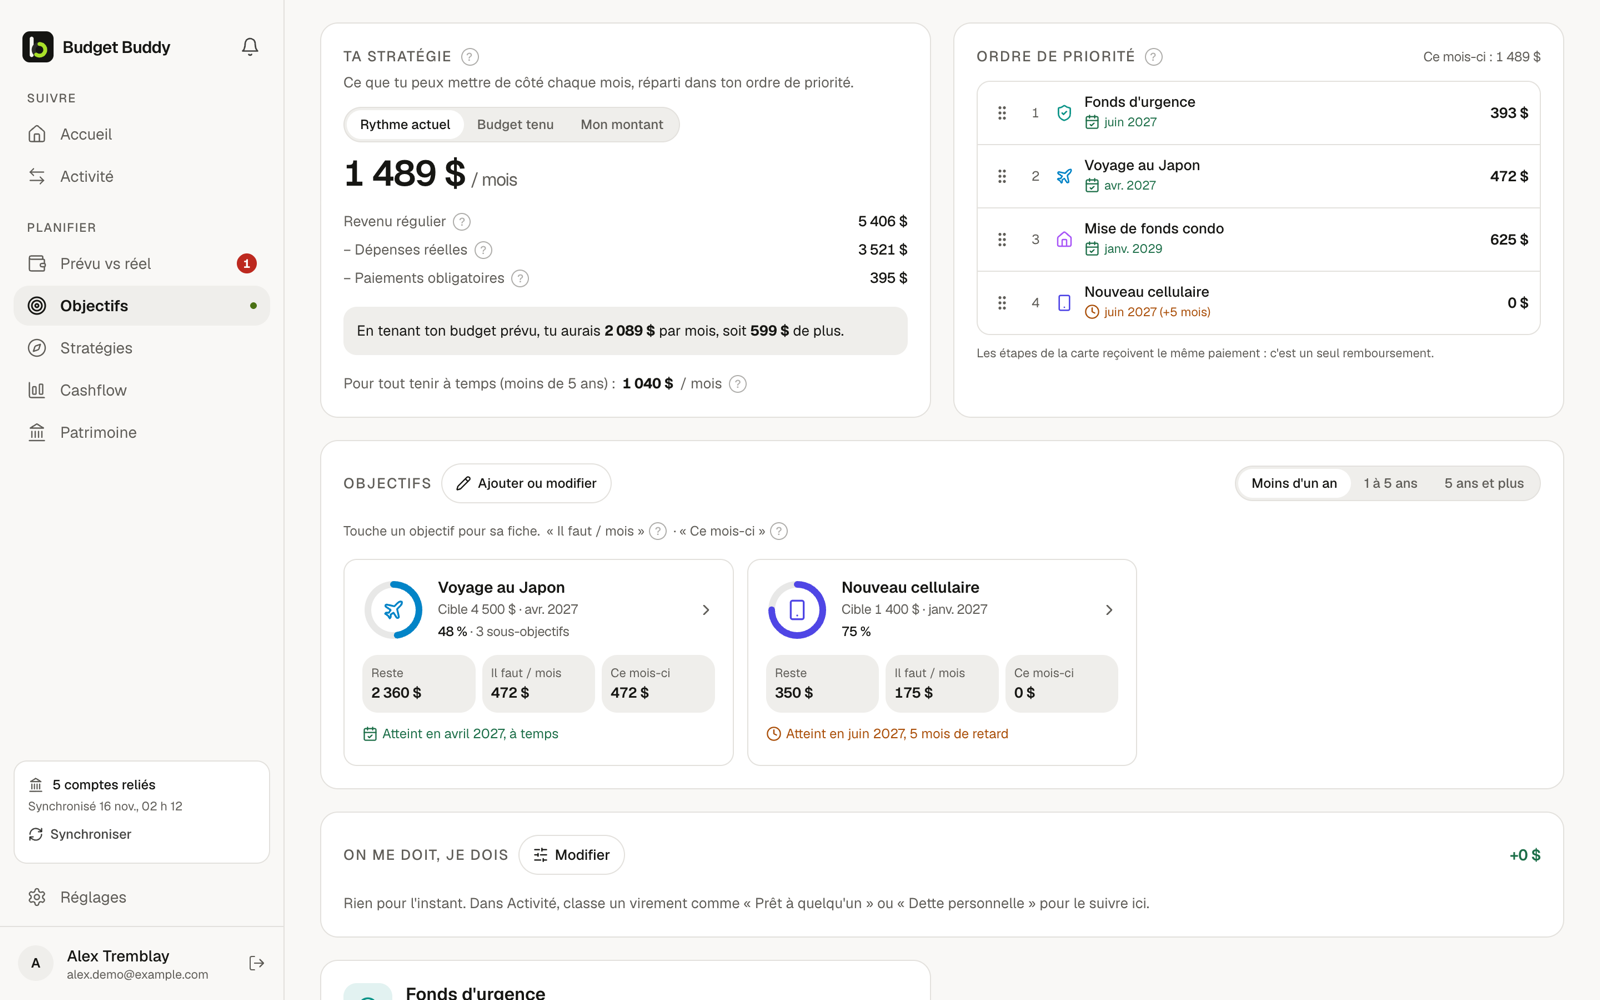 Budget Buddy
SUIVRE
Accueil
Activité
PLANIFIER
Prévu vs réel
1
Objectifs
Stratégies
Cashflow
Patrimoine
5 comptes reliés
Synchronisé 16 nov., 02 h 12
Synchroniser
Réglages
A
Alex Tremblay
alex.demo@example.com
TA STRATÉGIE ?
Ce que tu peux mettre de côté chaque mois, réparti dans ton ordre de priorité.
Rythme actuel Budget tenu Mon montant
1 489 $ / mois
Revenu régulier ? 5 406 $
– Dépenses réelles ? 3 521 $
– Paiements obligatoires ? 395 $
En tenant ton budget prévu, tu aurais 2 089 $ par mois, soit 599 $ de plus.
Pour tout tenir à temps (moins de 5 ans) : 1 040 $ / mois ?
ORDRE DE PRIORITÉ ? Ce mois-ci : 1 489 $
1 Fonds d'urgence 393 $
juin 2027
2 Voyage au Japon 472 $
avr. 2027
3 Mise de fonds condo 625 $
janv. 2029
4 Nouveau cellulaire 0 $
juin 2027 (+5 mois)
Les étapes de la carte reçoivent le même paiement : c'est un seul remboursement.
OBJECTIFS Ajouter ou modifier
Moins d'un an 1 à 5 ans 5 ans et plus
Touche un objectif pour sa fiche. « Il faut / mois » ? · « Ce mois-ci » ?
Voyage au Japon
Cible 4 500 $ · avr. 2027
48 % · 3 sous-objectifs
Reste Il faut / mois Ce mois-ci
2 360 $ 472 $ 472 $
Atteint en avril 2027, à temps
Nouveau cellulaire
Cible 1 400 $ · janv. 2027
75 %
Reste Il faut / mois Ce mois-ci
350 $ 175 $ 0 $
Atteint en juin 2027, 5 mois de retard
ON ME DOIT, JE DOIS Modifier +0 $
Rien pour l'instant. Dans Activité, classe un virement comme « Prêt à quelqu'un » ou « Dette personnelle » pour le suivre ici.
Fonds d'urgence